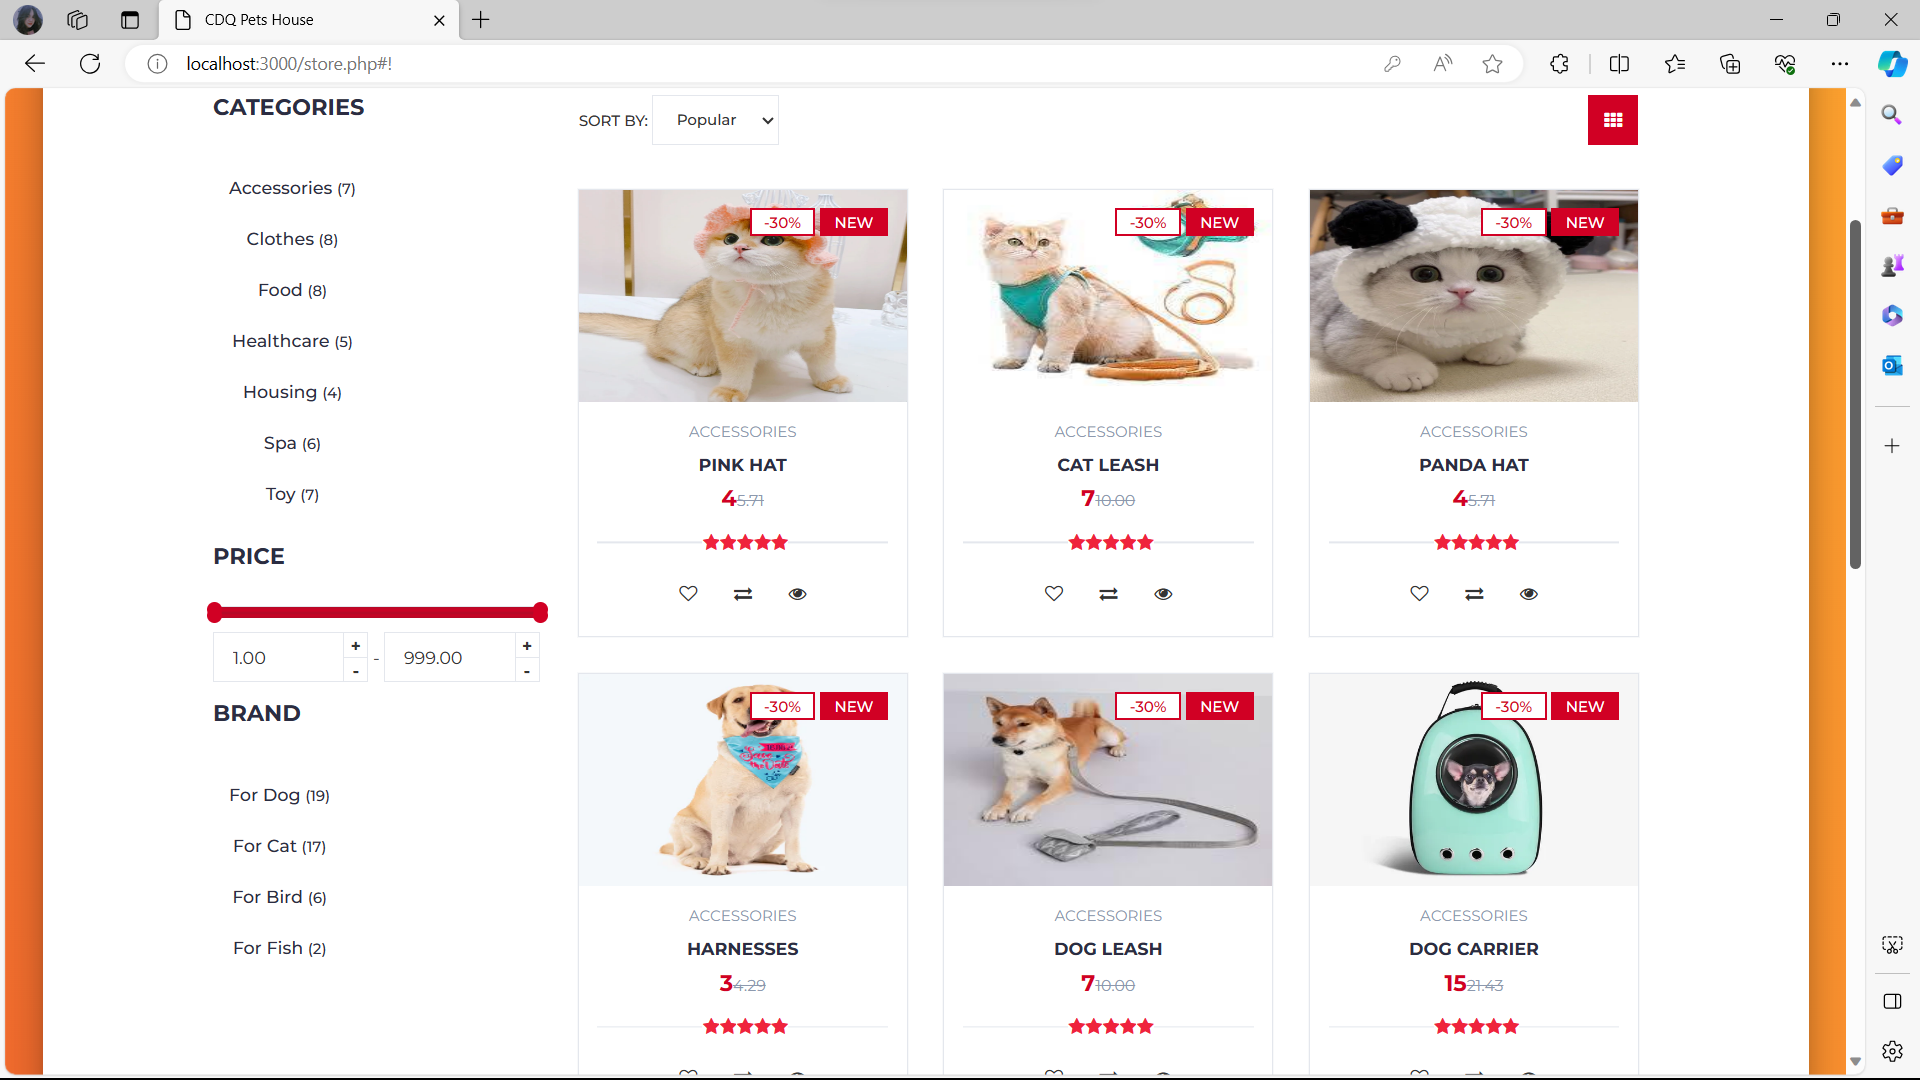 CDQ Pets House
localhost:3000/store.php#!
CATEGORIES
Accessories (7)
Clothes (8)
Food (8)
Healthcare (5)
Housing (4)
Spa (6)
Toy (7)
PRICE
1.00
+
-
-
999.00
+
-
BRAND
For Dog (19)
For Cat (17)
For Bird (6)
For Fish (2)
SORT BY: Popular
-30% NEW
-30% NEW
-30% NEW
ACCESSORIES
PINK HAT
4 5.71
ACCESSORIES
CAT LEASH
7 10.00
ACCESSORIES
PANDA HAT
4 5.71
-30% NEW
-30% NEW
-30% NEW
ACCESSORIES
HARNESSES
3 4.29
ACCESSORIES
DOG LEASH
7 10.00
ACCESSORIES
DOG CARRIER
15 21.43